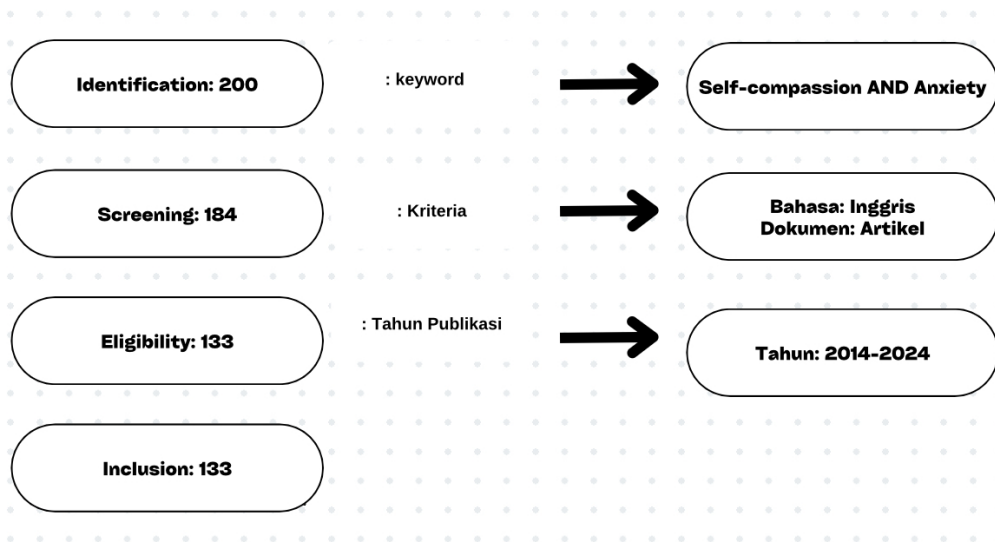 Identification: 200
: keyword
Self-compassion AND Anxiety
Screening: 184
: Kriteria
Bahasa: Inggris
Dokumen: Artikel
Eligibility: 133
: Tahun Publikasi
Tahun: 2014-2024
Inclusion: 133